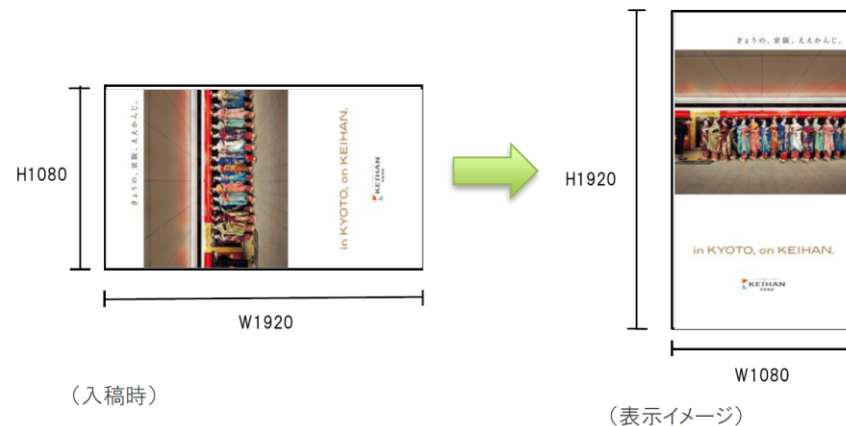 H1080
きょうの、京阪、ええかんじ。
in KYOTO, on KEIHAN.
KEIHAN
W1920
（入稿時）
H1920
きょうの、京阪、ええかんじ。
in KYOTO, on KEIHAN.
KEIHAN
W1080
（表示イメージ）